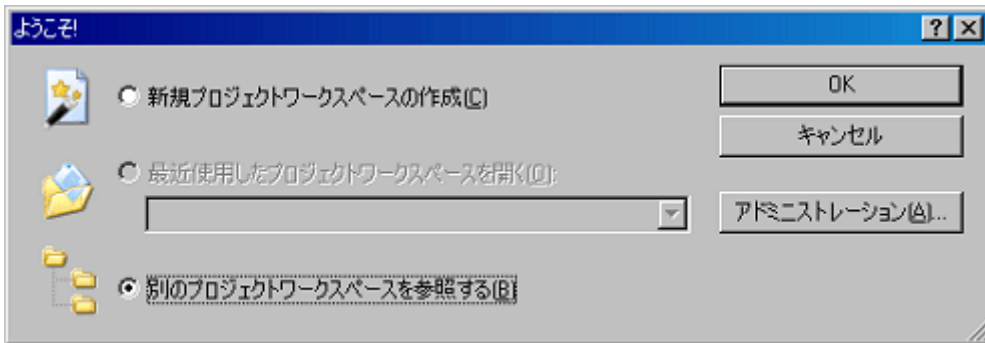 ようこそ!
新規プロジェクトワークスペースの作成(C)
OK
キャンセル
最近使用したプロジェクトワークスペースを開く(O):
アドミニストレーション(A)...
別のプロジェクトワークスペースを参照する(B)